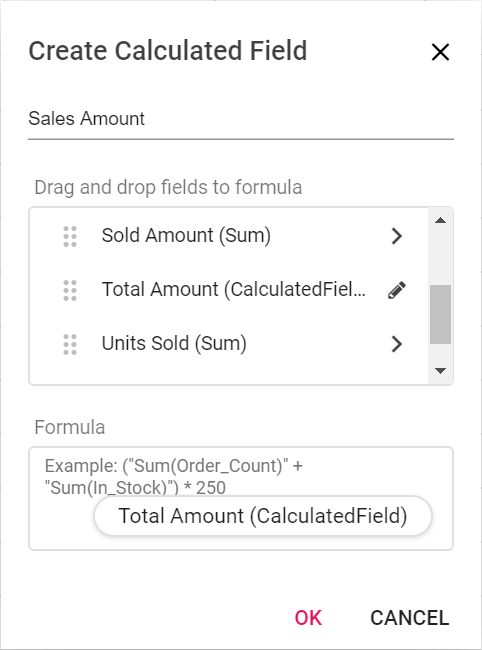 Create Calculated Field
Sales Amount
Drag and drop fields to formula
Sold Amount (Sum)
Total Amount (CalculatedFiel...
Units Sold (Sum)
Formula
Example: ("Sum(Order_Count)" +
"Sum(In_Stock)") * 250
Total Amount (CalculatedField)
OK
CANCEL